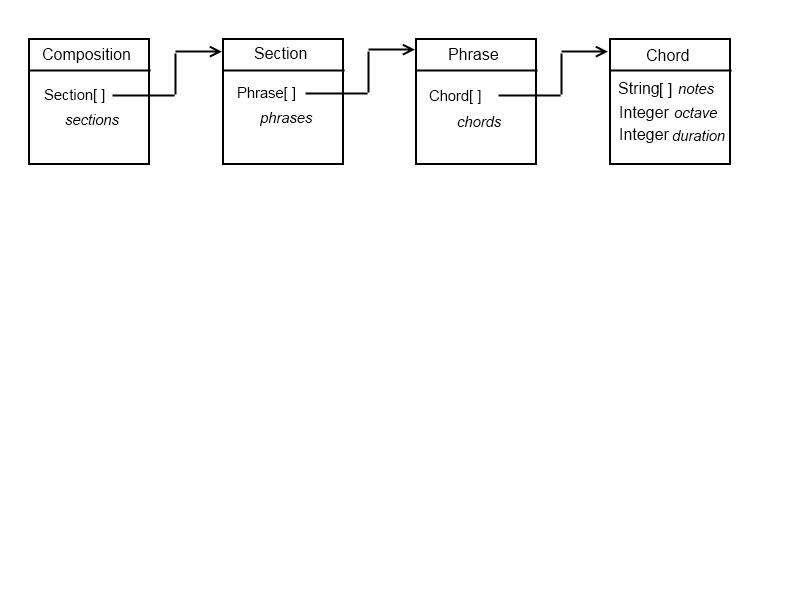 Composition
Section[ ]
sections
Section
Phrase[ ]
phrases
Phrase
Chord[ ]
chords
Chord
String[ ] notes
Integer octave
Integer duration